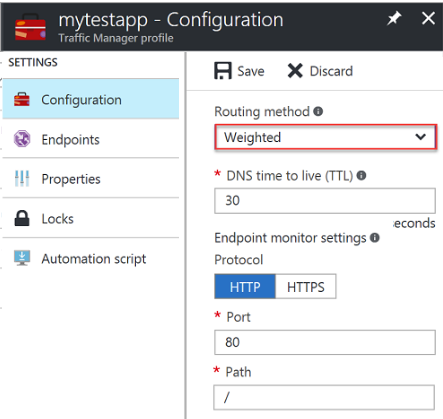 mytestapp - Configuration
Traffic Manager profile
SETTINGS
Configuration
Endpoints
Properties
Locks
Automation script
Save Discard
Routing method
Weighted
* DNS time to live (TTL)
30
seconds
Endpoint monitor settings
Protocol
HTTP HTTPS
* Port
80
* Path
/